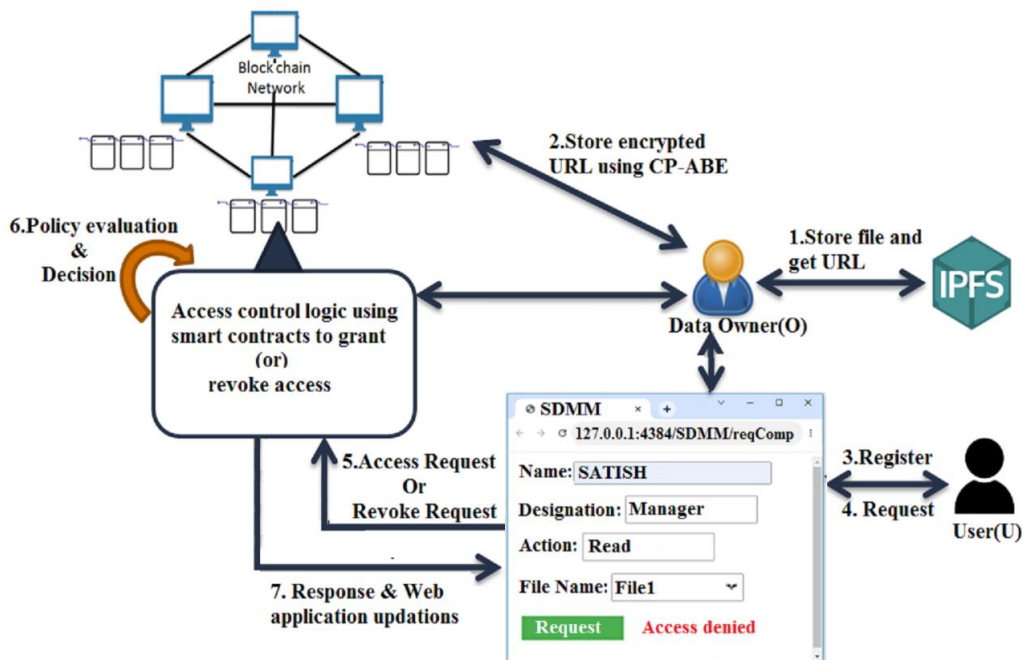 Block chain
Network
2.Store encrypted
URL using CP-ABE
6.Policy evaluation
&
Decision
1.Store file and
get URL
IPFS
Access control logic using
smart contracts to grant
(or)
revoke access
Data Owner(O)
SDMM
127.0.0.1:4384/SDMM/reqComp
5.Access Request
Or
Revoke Request
Name: SATISH
Designation: Manager
Action: Read
File Name: File1
Request Access denied
3.Register
4. Request
User(U)
7. Response & Web
application updations